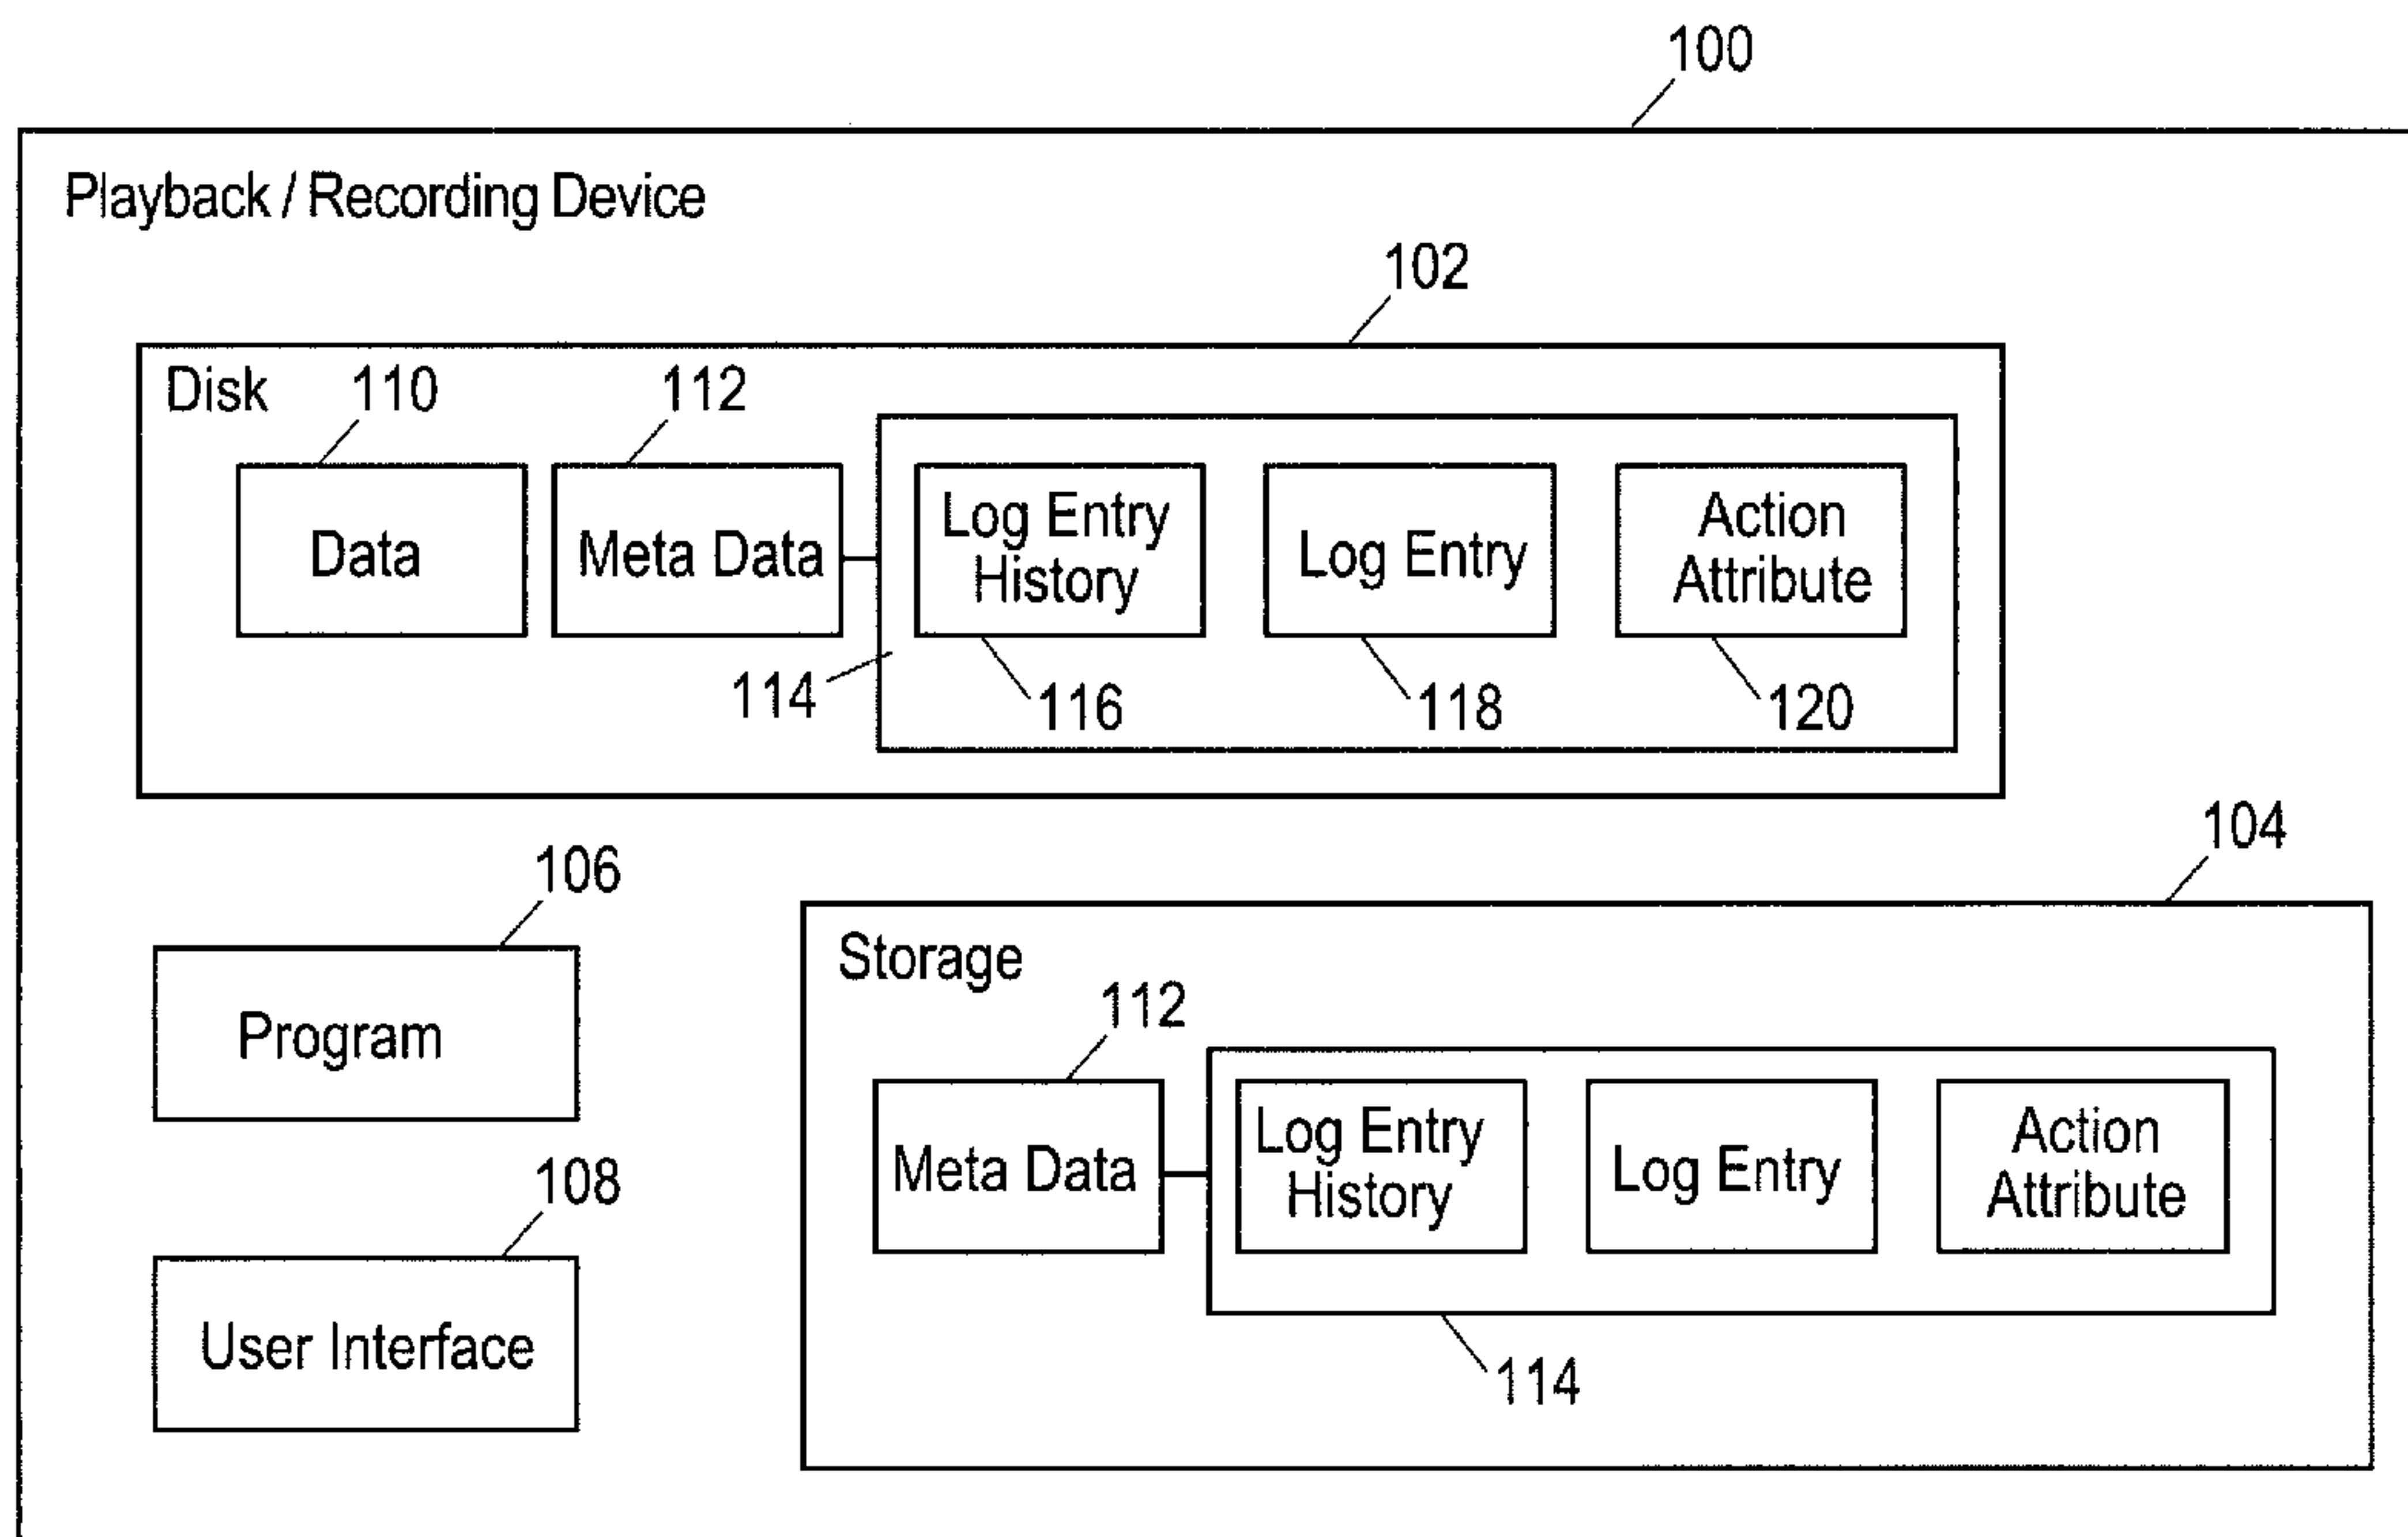 100
Playback / Recording Device
102
Disk
110
112
Data
Meta Data
Log Entry
History
Log Entry
Action
Attribute
114
116
118
120
104
106
Program
Storage
112
Meta Data
Log Entry
History
Log Entry
Action
Attribute
108
User Interface
114